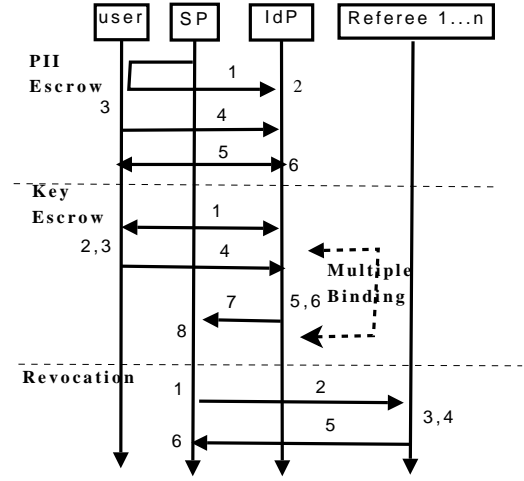 user SP IdP Referee 1...n
PII
Escrow
1
2
3
4
5
6
Key
Escrow
1
2,3
4
Multiple
Binding
7
5,6
8
Revocation
1
2
3,4
5
6